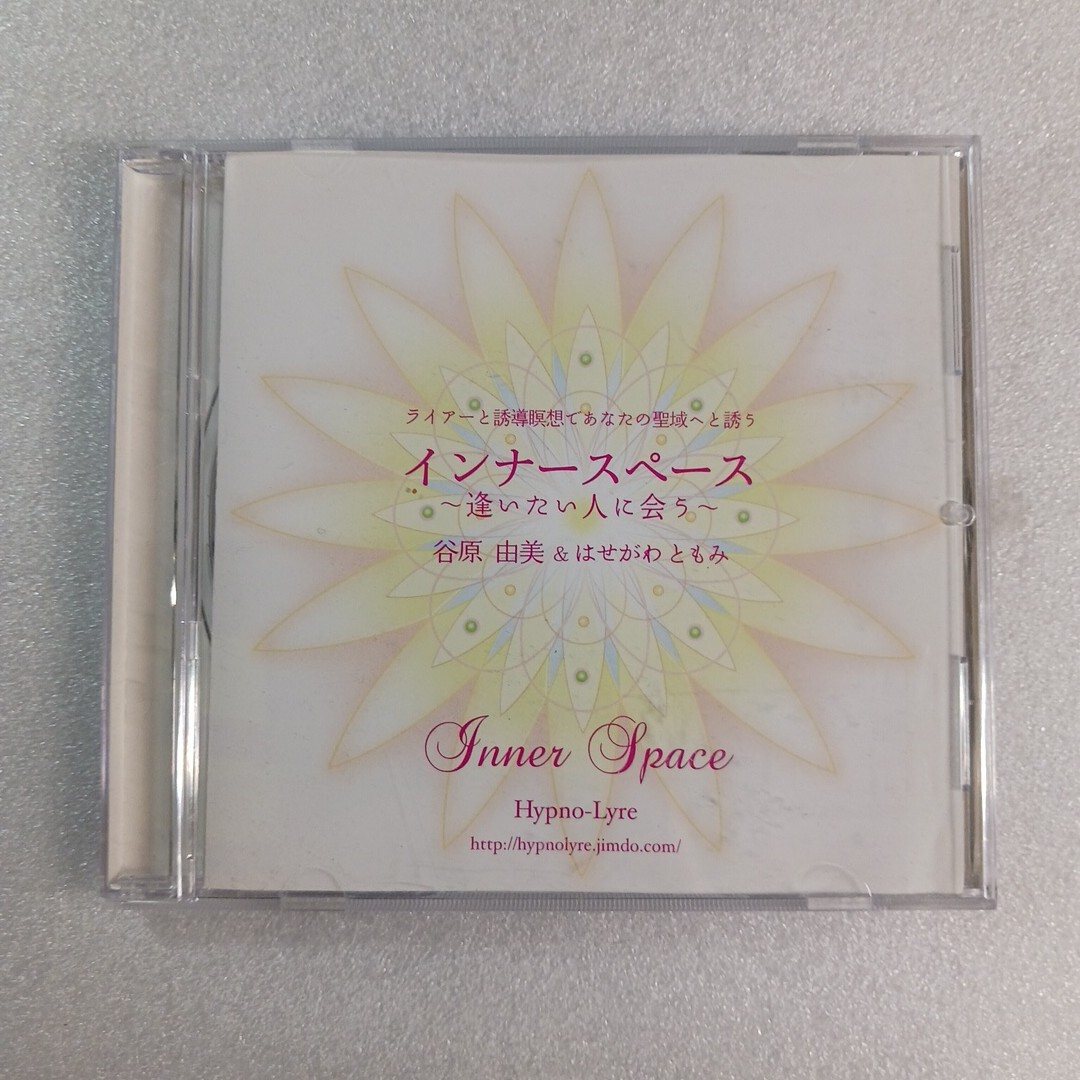 ライアーと誘導瞑想であなたの聖域へと誘う
インナースペース
～逢いたい人に会う～
谷原 由美 & はせがわ ともみ
Inner Space
Hypno-Lyre
http://hypnolyre.jimdo.com/